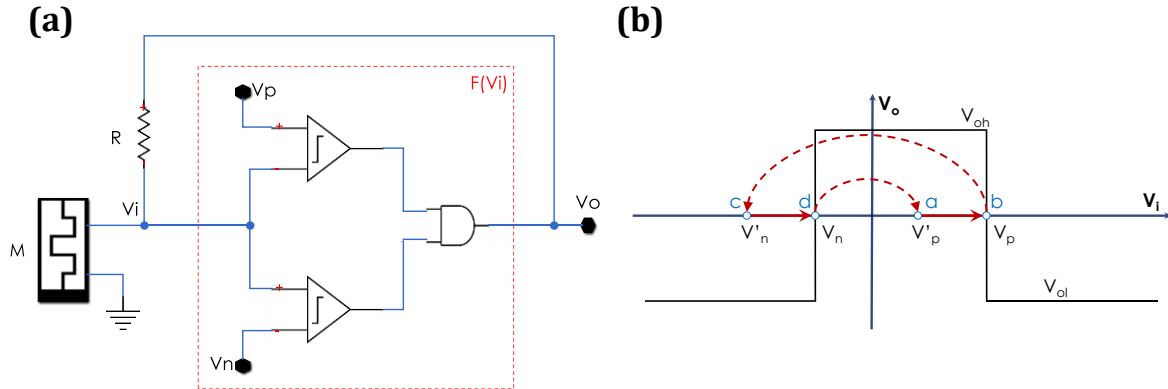 (a)
F(Vi)
Vp
+
-
+
R
-
Vi
Vo
M
+
-
Vn
(b)
Vo
Voh
c
d
a
b
Vi
V'n
Vn
V'p
Vp
Vol